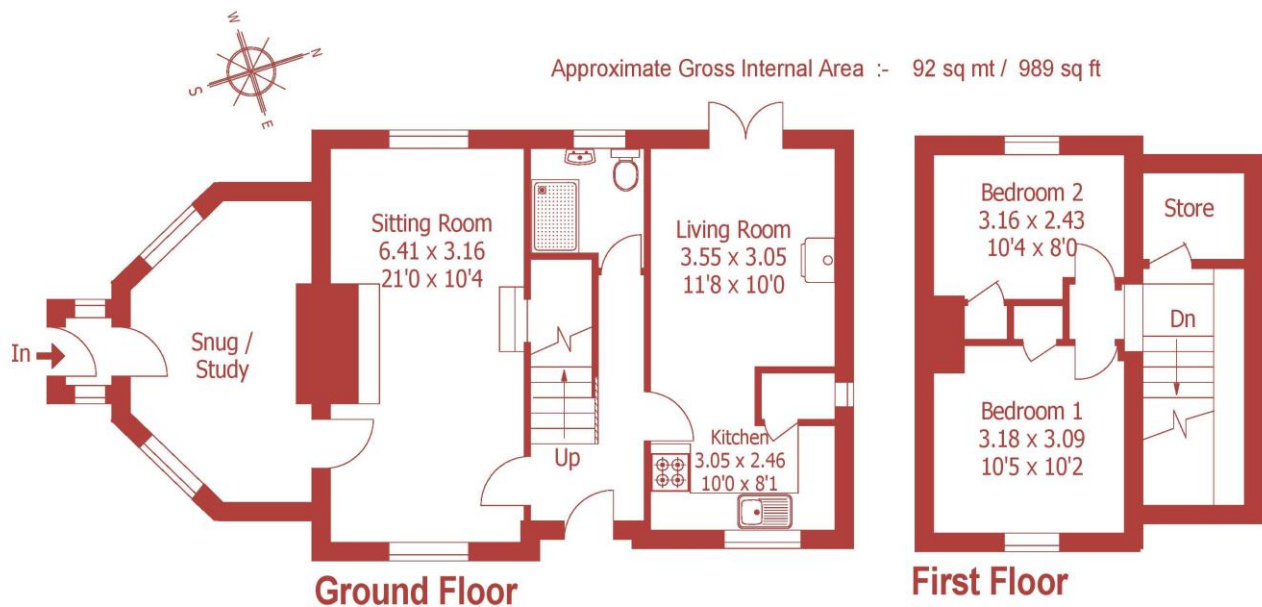 W
N
S
E
Approximate Gross Internal Area :- 92 sq mt / 989 sq ft
In
Snug /
Study
Sitting Room
6.41 x 3.16
21'0 x 10'4
Up
Living Room
3.55 x 3.05
11'8 x 10'0
Kitchen
3.05 x 2.46
10'0 x 8'1
Ground Floor
Bedroom 2
3.16 x 2.43
10'4 x 8'0
Store
Dn
Bedroom 1
3.18 x 3.09
10'5 x 10'2
First Floor